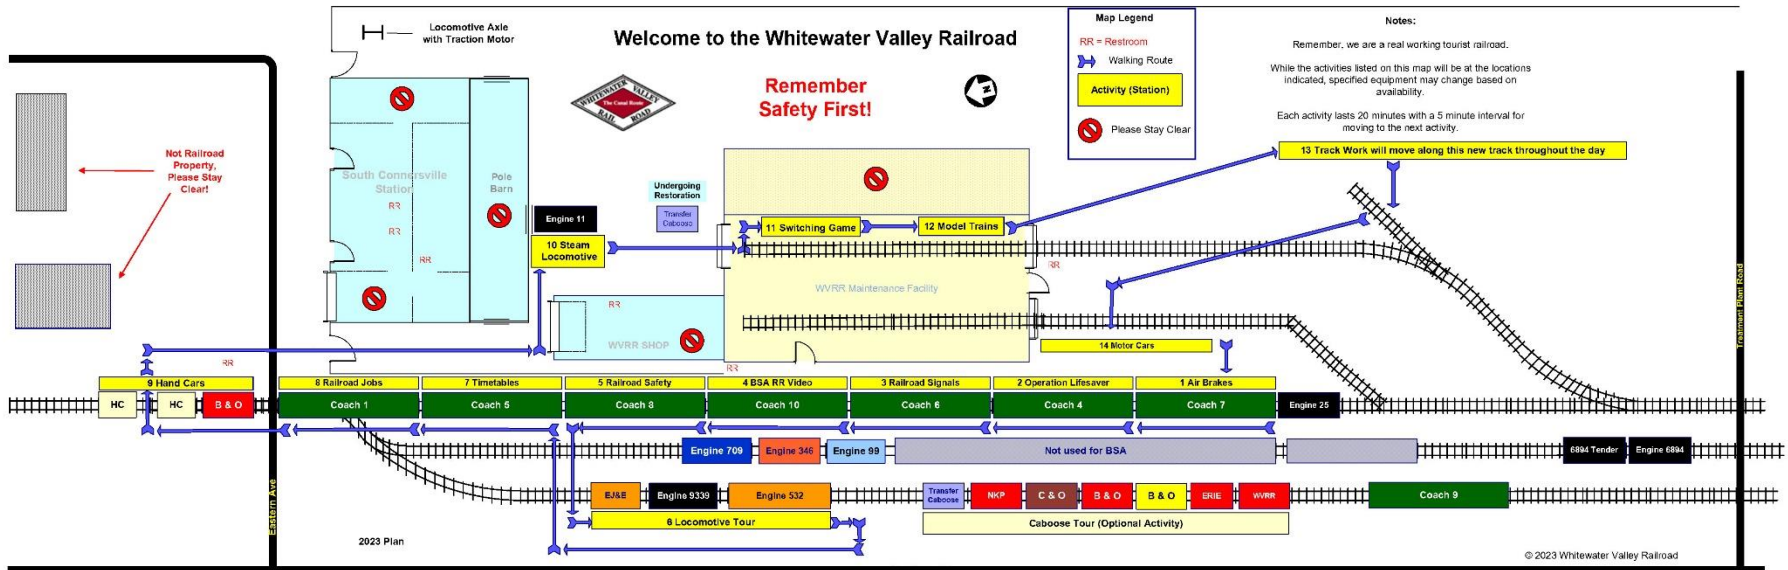 Locomotive Axle
with Traction Motor
Welcome to the Whitewater Valley Railroad
WHITEWATER VALLEY
The Canal Route
RAIL ROAD
Remember
Safety First!
N
Map Legend
RR = Restroom
Walking Route
Activity (Station)
Please Stay Clear
Notes:
Remember, we are a real working tourist railroad.
While the activities listed on this map will be at the locations
indicated, specified equipment may change based on
availability.
Each activity lasts 20 minutes with a 5 minute interval for
moving to the next activity.
13 Track Work will move along this new track throughout the day
Not Railroad
Property,
Please Stay
Clear!
South Connersville
Station
RR
RR
RR
Pole
Barn
Engine 11
10 Steam
Locomotive
Undergoing
Restoration
Transfer
Caboose
11 Switching Game
12 Model Trains
WVRR Maintenance Facility
RR
RR
WVRR SHOP
RR
RR
14 Motor Cars
Treatment Plant Road
9 Hand Cars
8 Railroad Jobs
7 Timetables
5 Railroad Safety
4 BSA RR Video
3 Railroad Signals
2 Operation Lifesaver
1 Air Brakes
HC
HC
B & O
Coach 1
Coach 5
Coach 8
Coach 10
Coach 6
Coach 4
Coach 7
Engine 25
Engine 709
Engine 346
Engine 99
Not used for BSA
6894 Tender
Engine 6894
EJ&E
Engine 9339
Engine 532
Transfer
Caboose
NKP
C & O
B & O
B & O
ERIE
WVRR
Coach 9
6 Locomotive Tour
Caboose Tour (Optional Activity)
Eastern Ave
2023 Plan
© 2023 Whitewater Valley Railroad